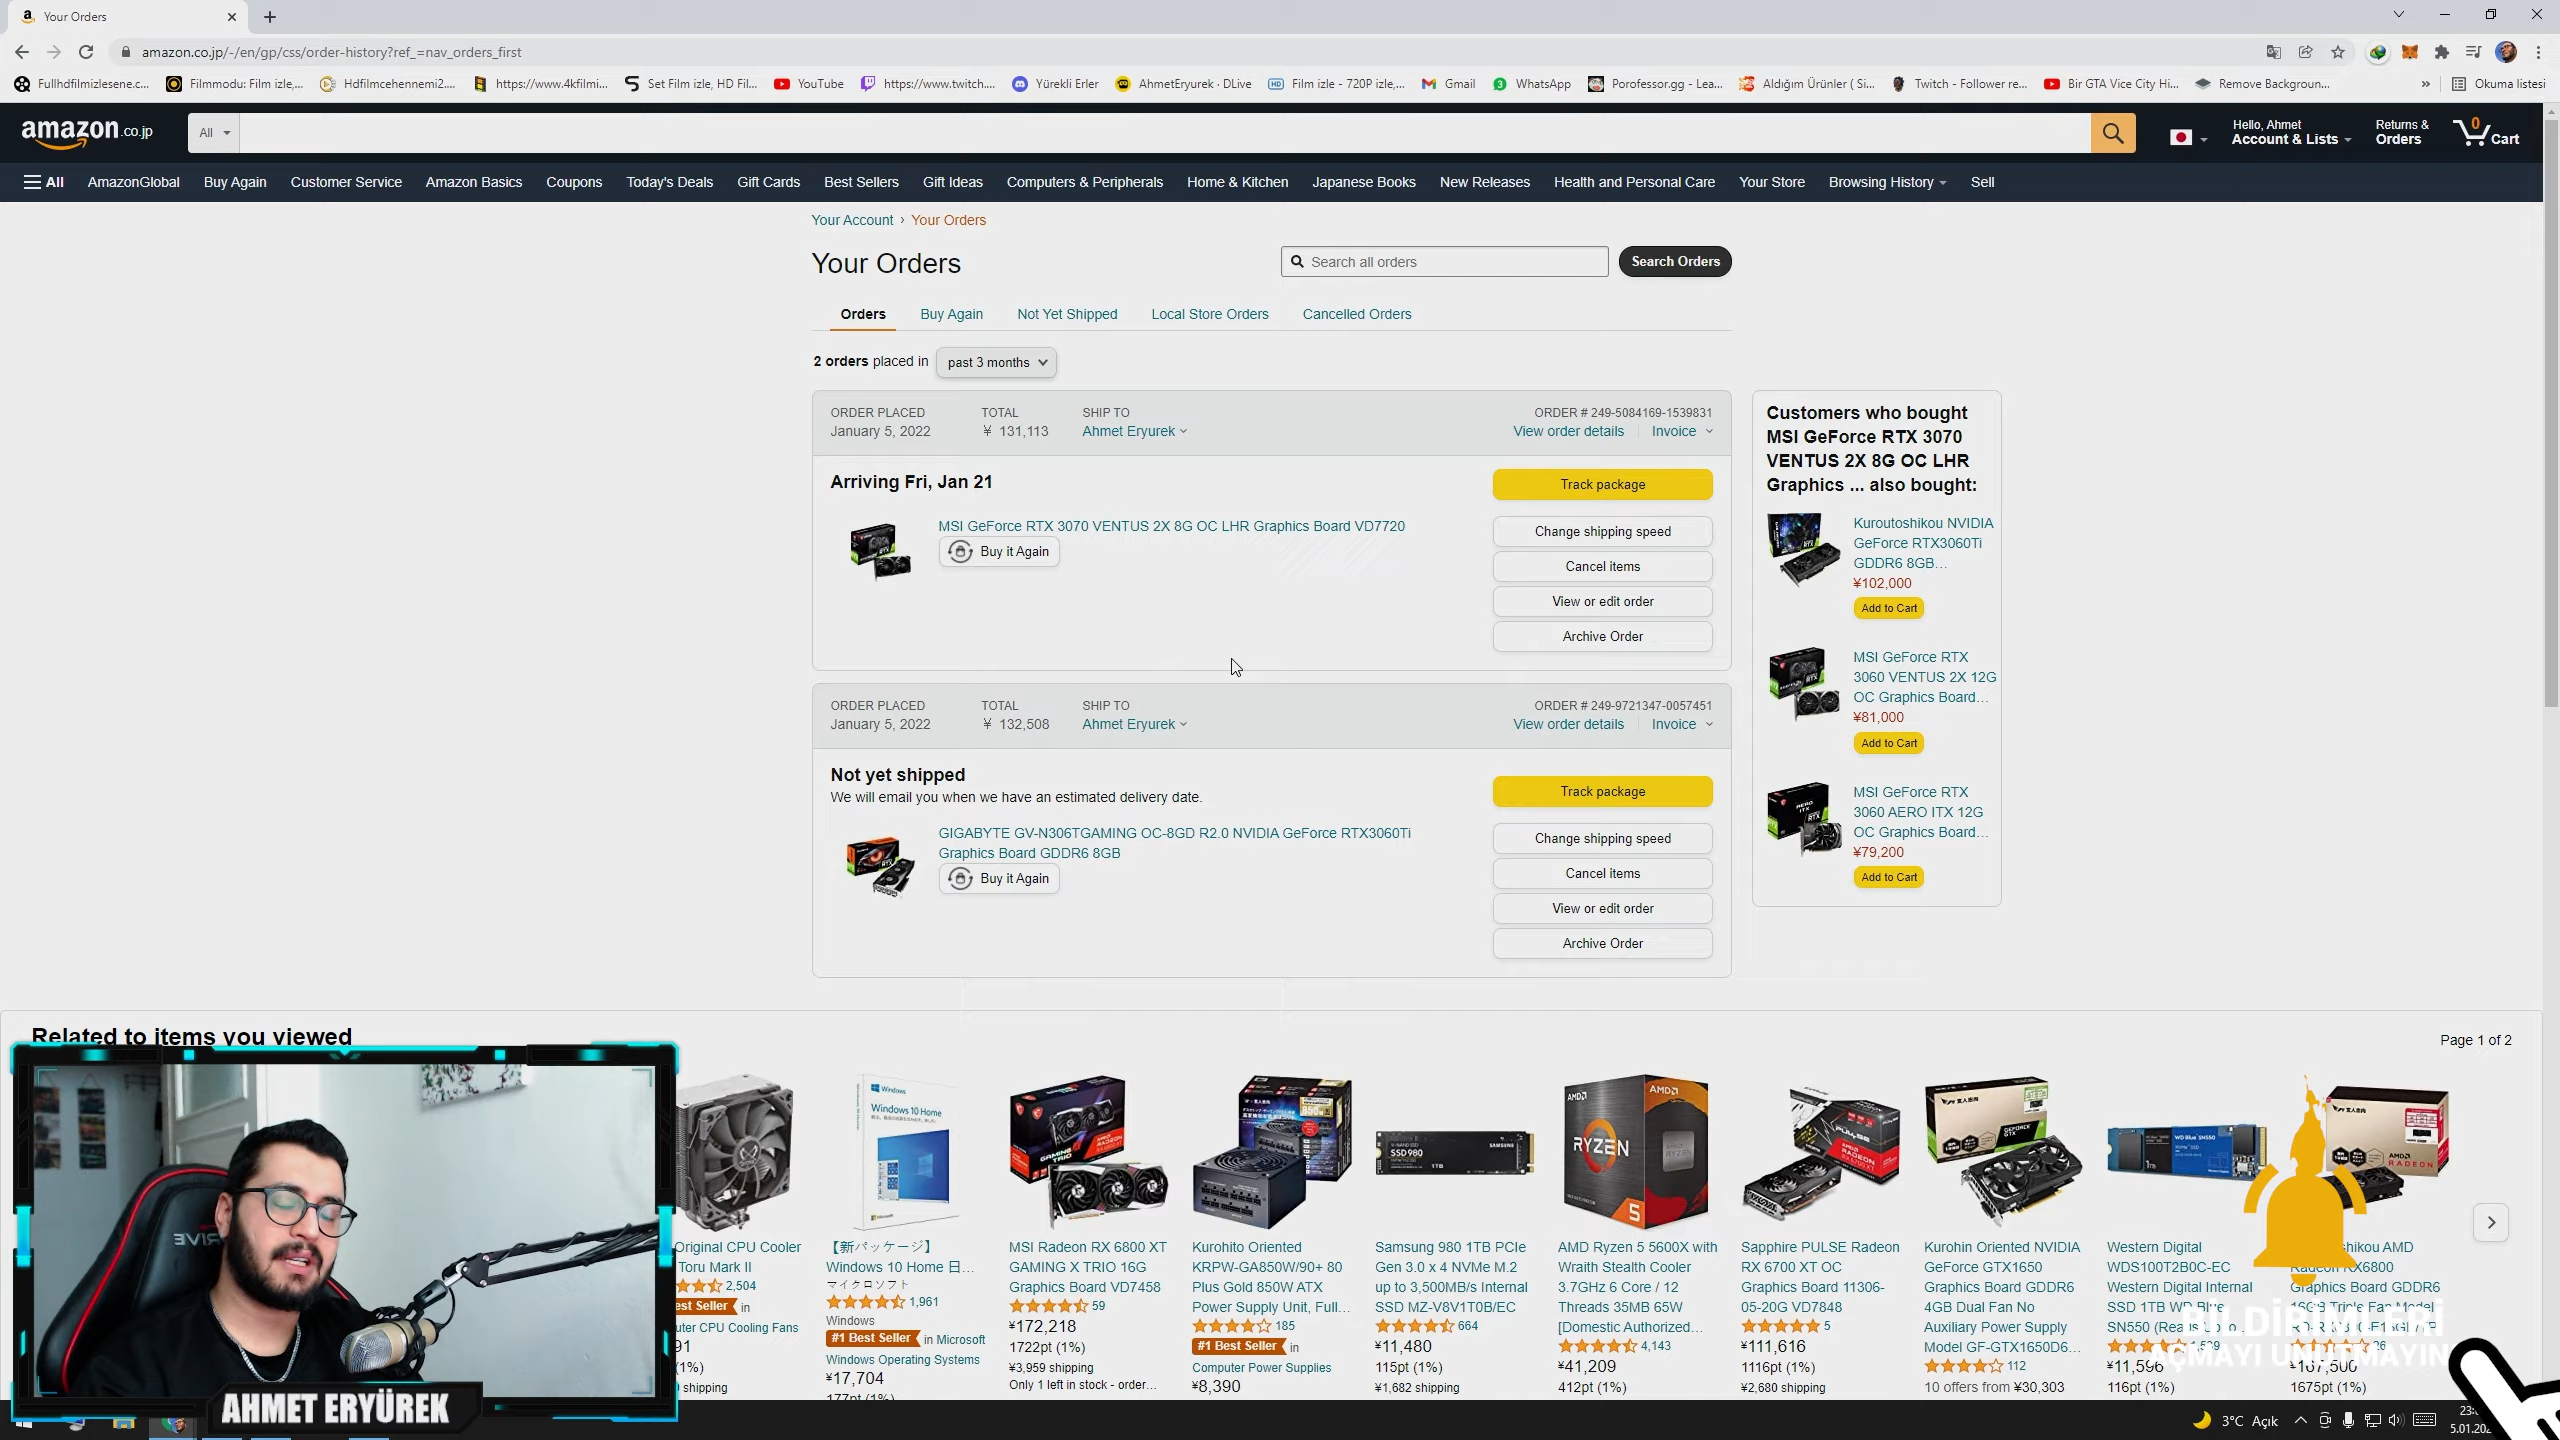 Your Orders
amazon.co.jp/-/en/gp/css/order-history?ref_=nav_orders_first
Fullhdfilmizlesene.c...
Filmmodu: Film izle,...
Hdfilmcehennemi2....
https://www.4kfilmi...
Set Film izle, HD Fil...
YouTube
https://www.twitch....
Yürekli Erler
AhmetEryurek · DLive
Film izle - 720P izle,...
Gmail
WhatsApp
Porofessor.gg - Lea...
Aldığım Ürünler ( Si...
Twitch - Follower re...
Bir GTA Vice City Hi...
Remove Backgroun...
»
Okuma listesi
amazon.co.jp
All
Hello, Ahmet
Account & Lists
Returns &
Orders
0
Cart
All
AmazonGlobal
Buy Again
Customer Service
Amazon Basics
Coupons
Today's Deals
Gift Cards
Best Sellers
Gift Ideas
Computers & Peripherals
Home & Kitchen
Japanese Books
New Releases
Health and Personal Care
Your Store
Browsing History
Sell
Your Account › Your Orders
Your Orders
Search all orders
Search Orders
Orders
Buy Again
Not Yet Shipped
Local Store Orders
Cancelled Orders
2 orders placed in past 3 months
ORDER PLACED
January 5, 2022
TOTAL
¥ 131,113
SHIP TO
Ahmet Eryurek
ORDER # 249-5084169-1539831
View order details
Invoice
Arriving Fri, Jan 21
MSI GeForce RTX 3070 VENTUS 2X 8G OC LHR Graphics Board VD7720
Buy it Again
Track package
Change shipping speed
Cancel items
View or edit order
Archive Order
ORDER PLACED
January 5, 2022
TOTAL
¥ 132,508
SHIP TO
Ahmet Eryurek
ORDER # 249-9721347-0057451
View order details
Invoice
Not yet shipped
We will email you when we have an estimated delivery date.
GIGABYTE GV-N306TGAMING OC-8GD R2.0 NVIDIA GeForce RTX3060Ti
Graphics Board GDDR6 8GB
Buy it Again
Track package
Change shipping speed
Cancel items
View or edit order
Archive Order
Customers who bought
MSI GeForce RTX 3070
VENTUS 2X 8G OC LHR
Graphics ... also bought:
Kuroutoshikou NVIDIA
GeForce RTX3060Ti
GDDR6 8GB...
¥102,000
Add to Cart
MSI GeForce RTX
3060 VENTUS 2X 12G
OC Graphics Board...
¥81,000
Add to Cart
MSI GeForce RTX
3060 AERO ITX 12G
OC Graphics Board...
¥79,200
Add to Cart
Related to items you viewed
Page 1 of 2
Original CPU Cooler
Toru Mark II
2,504
est Seller in
uter CPU Cooling Fans
91
(1%)
shipping
【新パッケージ】
Windows 10 Home 日...
マイクロソフト
1,961
Windows
#1 Best Seller in Microsoft
Windows Operating Systems
¥17,704
177pt (1%)
MSI Radeon RX 6800 XT
GAMING X TRIO 16G
Graphics Board VD7458
59
¥172,218
1722pt (1%)
¥3,959 shipping
Only 1 left in stock - order...
Kurohito Oriented
KRPW-GA850W/90+ 80
Plus Gold 850W ATX
Power Supply Unit, Full...
185
#1 Best Seller in
Computer Power Supplies
¥8,390
SAMSUNG
SSD 980
1TB
Samsung 980 1TB PCIe
Gen 3.0 x 4 NVMe M.2
up to 3,500MB/s Internal
SSD MZ-V8V1T0B/EC
664
¥11,480
115pt (1%)
¥1,682 shipping
AMD
RYZEN
5
AMD Ryzen 5 5600X with
Wraith Stealth Cooler
3.7GHz 6 Core / 12
Threads 35MB 65W
[Domestic Authorized...
4,143
¥41,209
412pt (1%)
Sapphire PULSE Radeon
RX 6700 XT OC
Graphics Board 11306-
05-20G VD7848
5
¥111,616
1116pt (1%)
¥2,680 shipping
Kurohin Oriented NVIDIA
GeForce GTX1650
Graphics Board GDDR6
4GB Dual Fan No
Auxiliary Power Supply
Model GF-GTX1650D6...
112
10 offers from ¥30,303
Western Digital
WDS100T2B0C-EC
Western Digital Internal
SSD 1TB WD Blue
¥11,596
116pt (1%)
shikou AMD
Graphics Board GDDR6
¥167,500
1675pt (1%)
BİLDİRİMLERİ
AÇMAYI UNUTMAYIN
AHMET ERYÜREK
3°C Açık